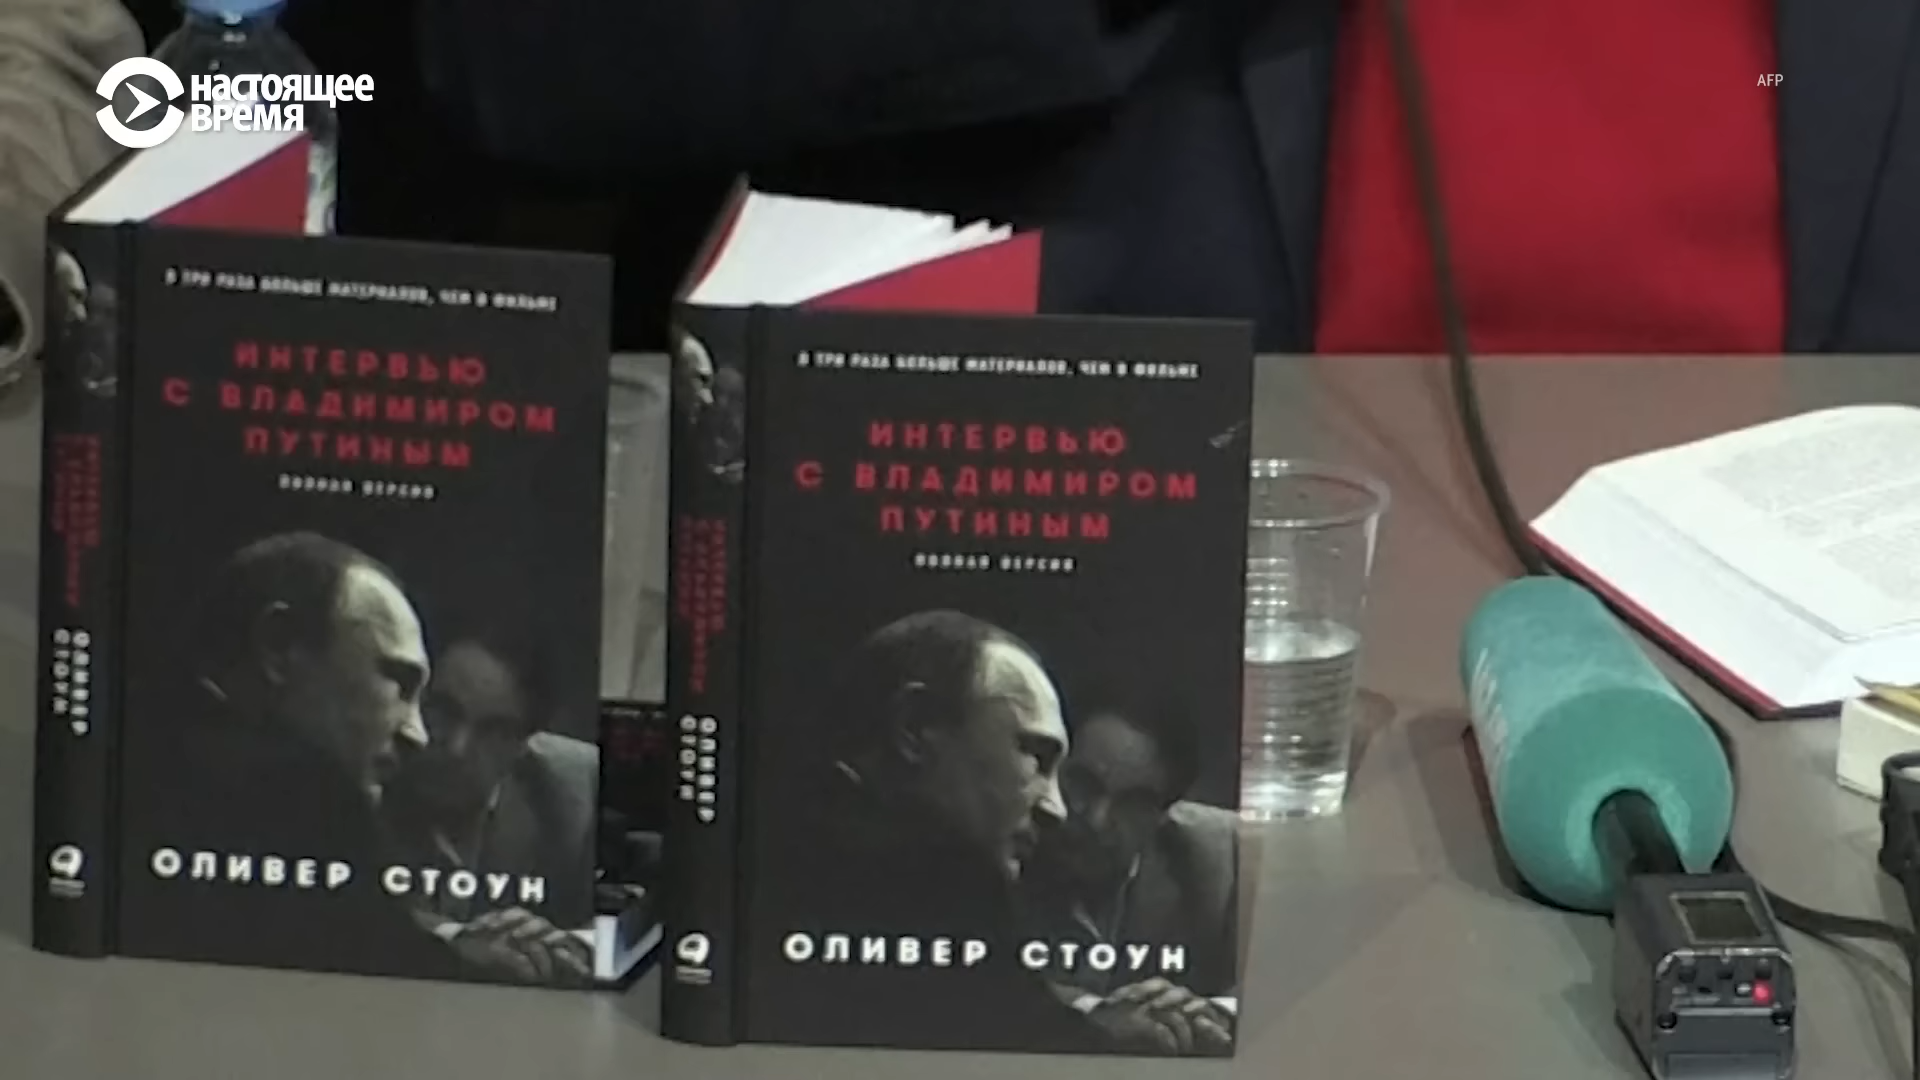 НАСТОЯЩЕЕ
ВРЕМЯ
AFP
В ТРИ РАЗА БОЛЬШЕ МАТЕРИАЛОВ, ЧЕМ В ФИЛЬМЕ
ИНТЕРВЬЮ
С ВЛАДИМИРОМ
ПУТИНЫМ
ПОЛНАЯ ВЕРСИЯ
ОЛИВЕР СТОУН
ОЛИВЕР
СТОУН
В ТРИ РАЗА БОЛЬШЕ МАТЕРИАЛОВ, ЧЕМ В ФИЛЬМЕ
ИНТЕРВЬЮ
С ВЛАДИМИРОМ
ПУТИНЫМ
ПОЛНАЯ ВЕРСИЯ
ОЛИВЕР СТОУН
ОЛИВЕР
СТОУН